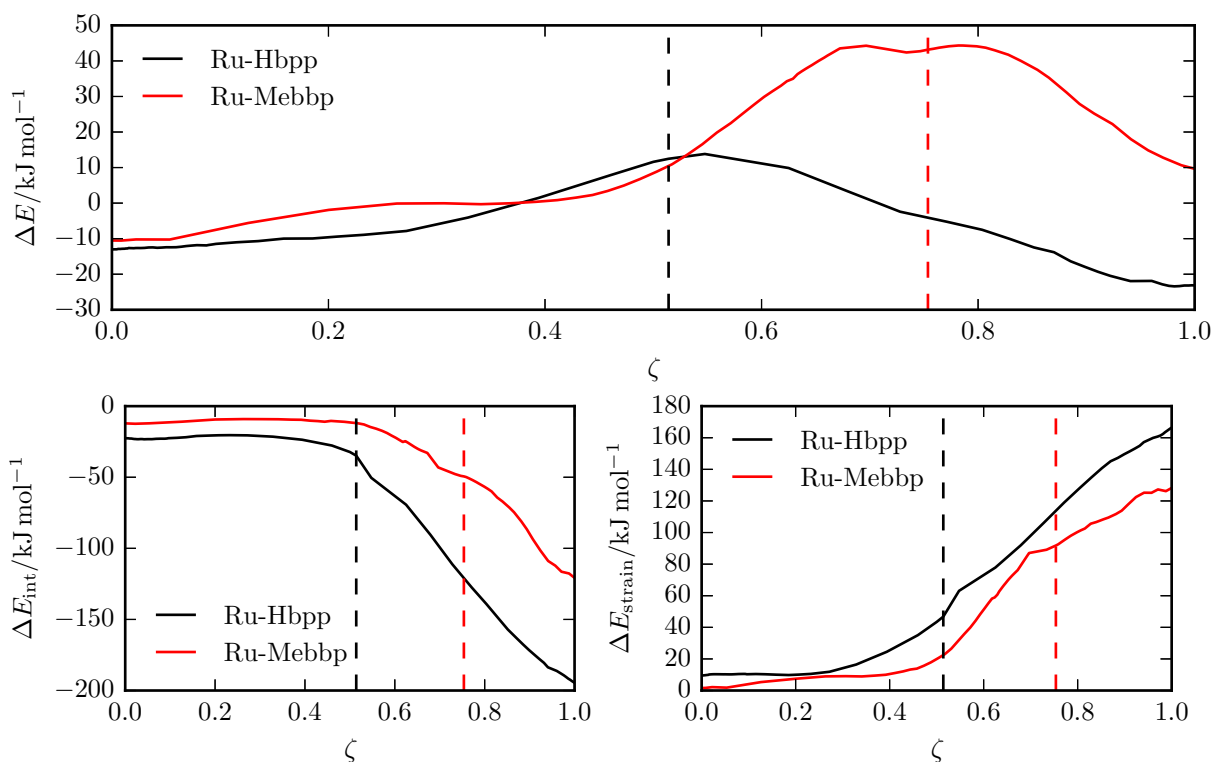 50
40
30
20
10
0
−10
−20
−30
ΔE/kJ mol⁻¹
Ru-Hbpp
Ru-Mebbp
0.0 0.2 0.4 0.6 0.8 1.0
ζ
0
−50
−100
−150
−200
ΔE_int/kJ mol⁻¹
Ru-Hbpp
Ru-Mebbp
0.0 0.2 0.4 0.6 0.8 1.0
ζ
180
160
140
120
100
80
60
40
20
0
ΔE_strain/kJ mol⁻¹
Ru-Hbpp
Ru-Mebbp
0.0 0.2 0.4 0.6 0.8 1.0
ζ